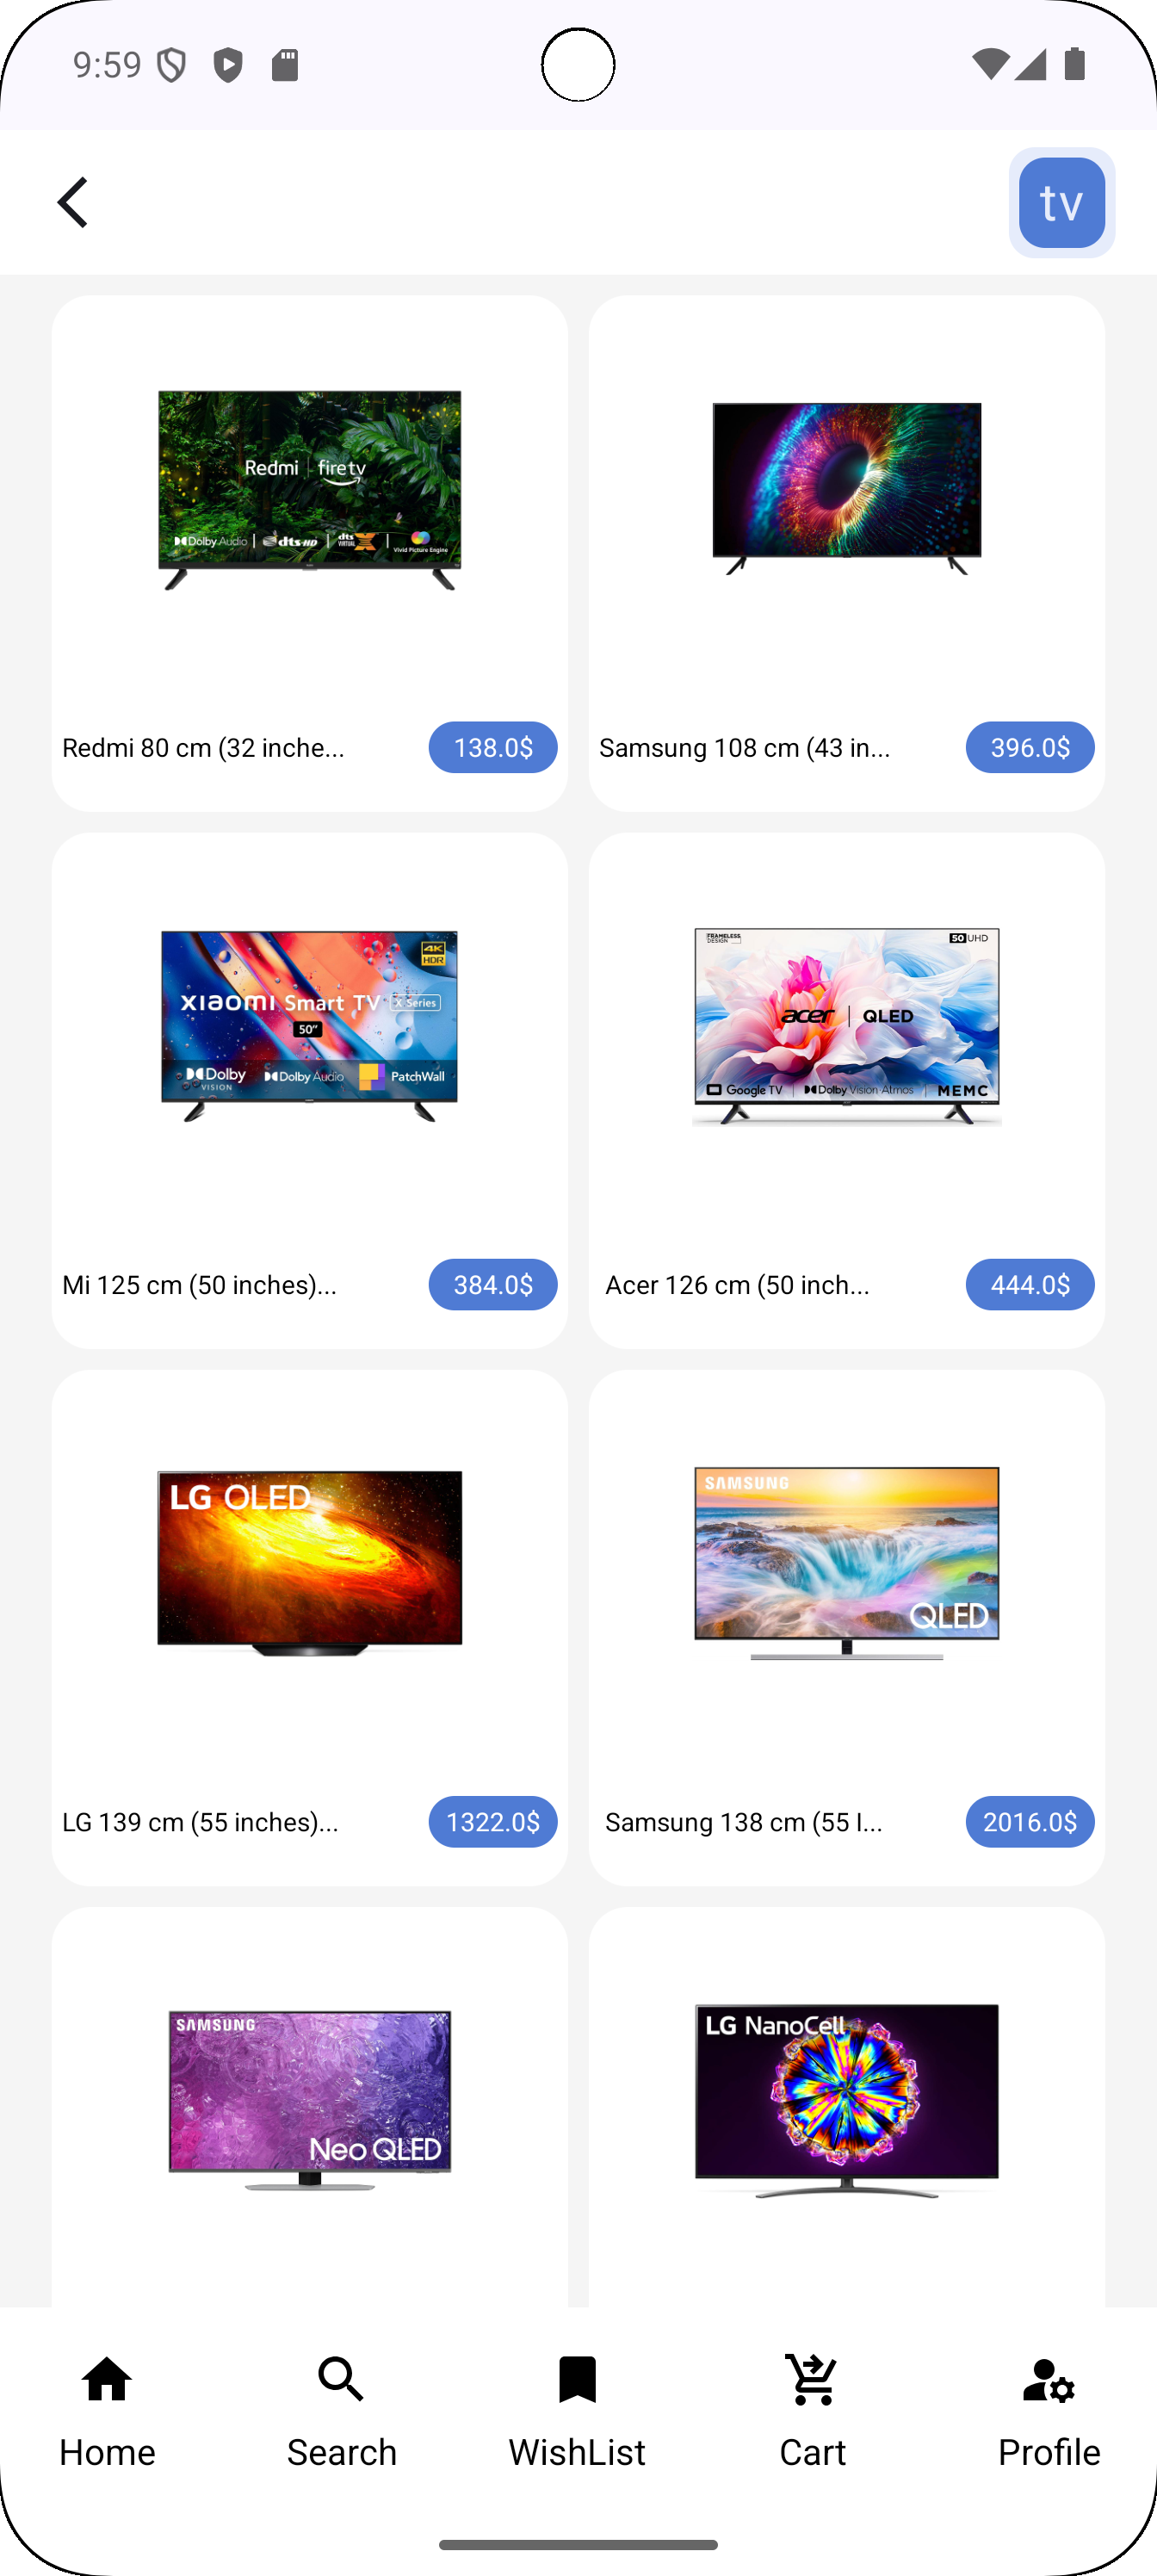 9:59
tv
Redmi | firetv
Dolby Audio | dts-HD | dts VIRTUAL X | Vivid Picture Engine
Redmi 80 cm (32 inche...
138.0$
Samsung 108 cm (43 in...
396.0$
4K HDR
xiaomi Smart TV X Series
50"
Dolby VISION Dolby Audio PatchWall
Mi 125 cm (50 inches)...
384.0$
FRAMELESS DESIGN
50 UHD
acer | QLED
Google TV | Dolby Vision·Atmos | MEMC
Acer 126 cm (50 inch...
444.0$
LG OLED
LG 139 cm (55 inches)...
1322.0$
SAMSUNG
QLED
Samsung 138 cm (55 I...
2016.0$
SAMSUNG
Neo QLED
LG NanoCell
Home
Search
WishList
Cart
Profile